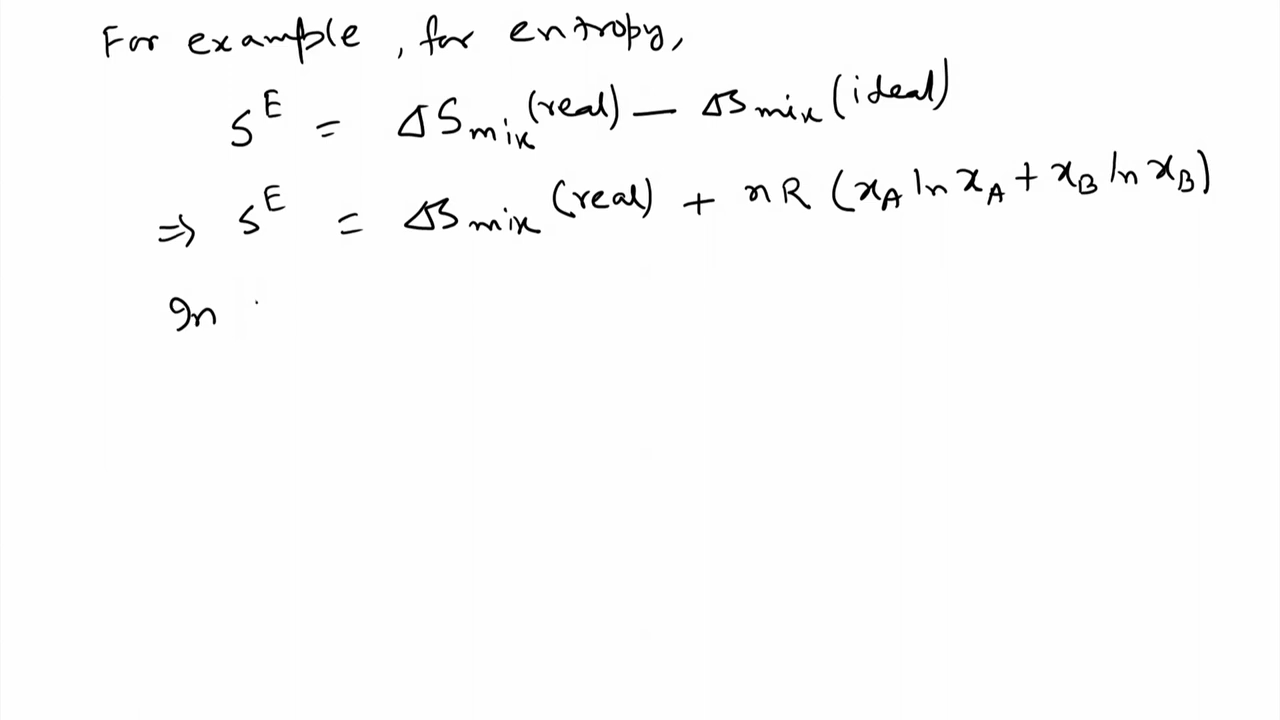 For example, for entropy,
S^E = ΔS_mix (real) — ΔS_mix (ideal)
⇒ S^E = ΔS_mix (real) + nR (x_A ln x_A + x_B ln x_B)
In